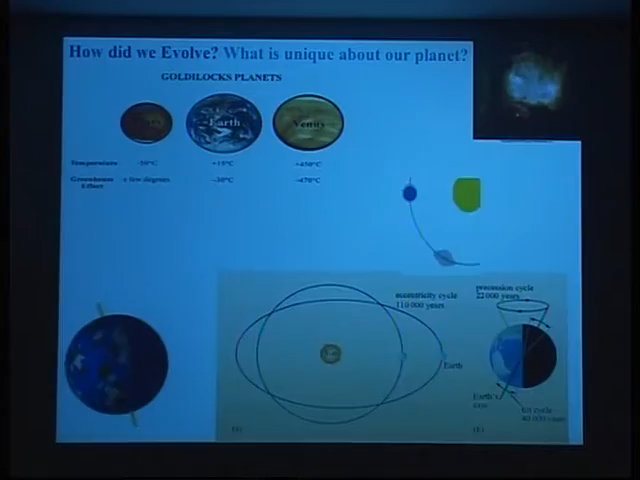 How did we Evolve? What is unique about our planet?
GOLDILOCKS PLANETS
Mars Earth Venus
Temperature -50°C +15°C +450°C
Greenhouse Effect + few degrees ~30°C ~470°C
eccentricity cycle
110 000 years
precession cycle
22 000 years
Earth
Earth's
axis
tilt cycle
40 000 years
(a)
(b)